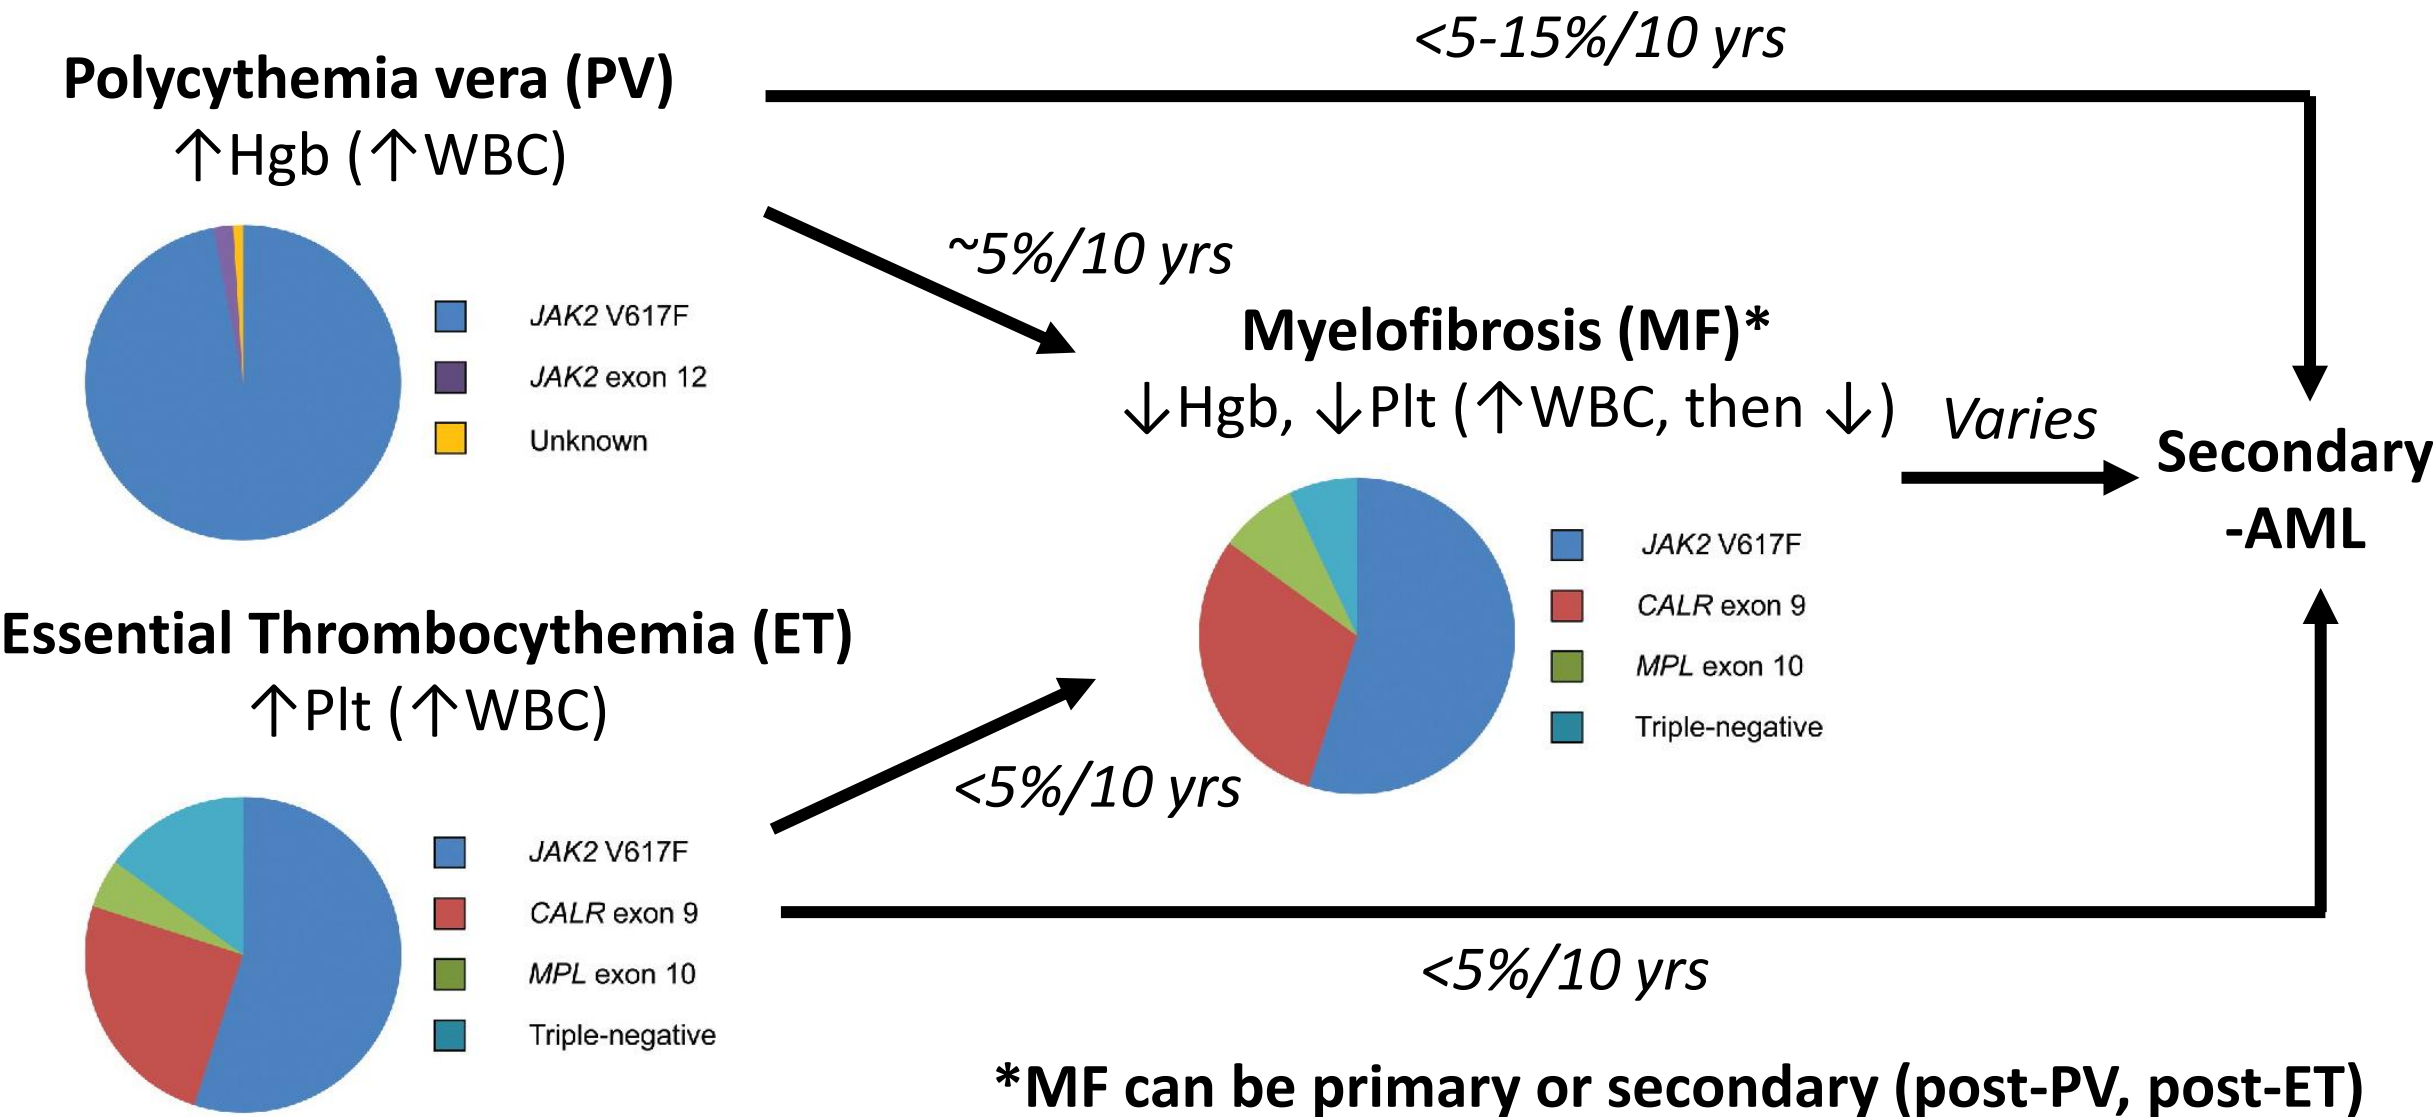 <5-15%/10 yrs
Polycythemia vera (PV)
↑Hgb (↑WBC)
JAK2 V617F
JAK2 exon 12
Unknown
~5%/10 yrs
Myelofibrosis (MF)*
↓Hgb, ↓Plt (↑WBC, then ↓)
JAK2 V617F
CALR exon 9
MPL exon 10
Triple-negative
Varies
Secondary
-AML
Essential Thrombocythemia (ET)
↑Plt (↑WBC)
JAK2 V617F
CALR exon 9
MPL exon 10
Triple-negative
<5%/10 yrs
<5%/10 yrs
*MF can be primary or secondary (post-PV, post-ET)